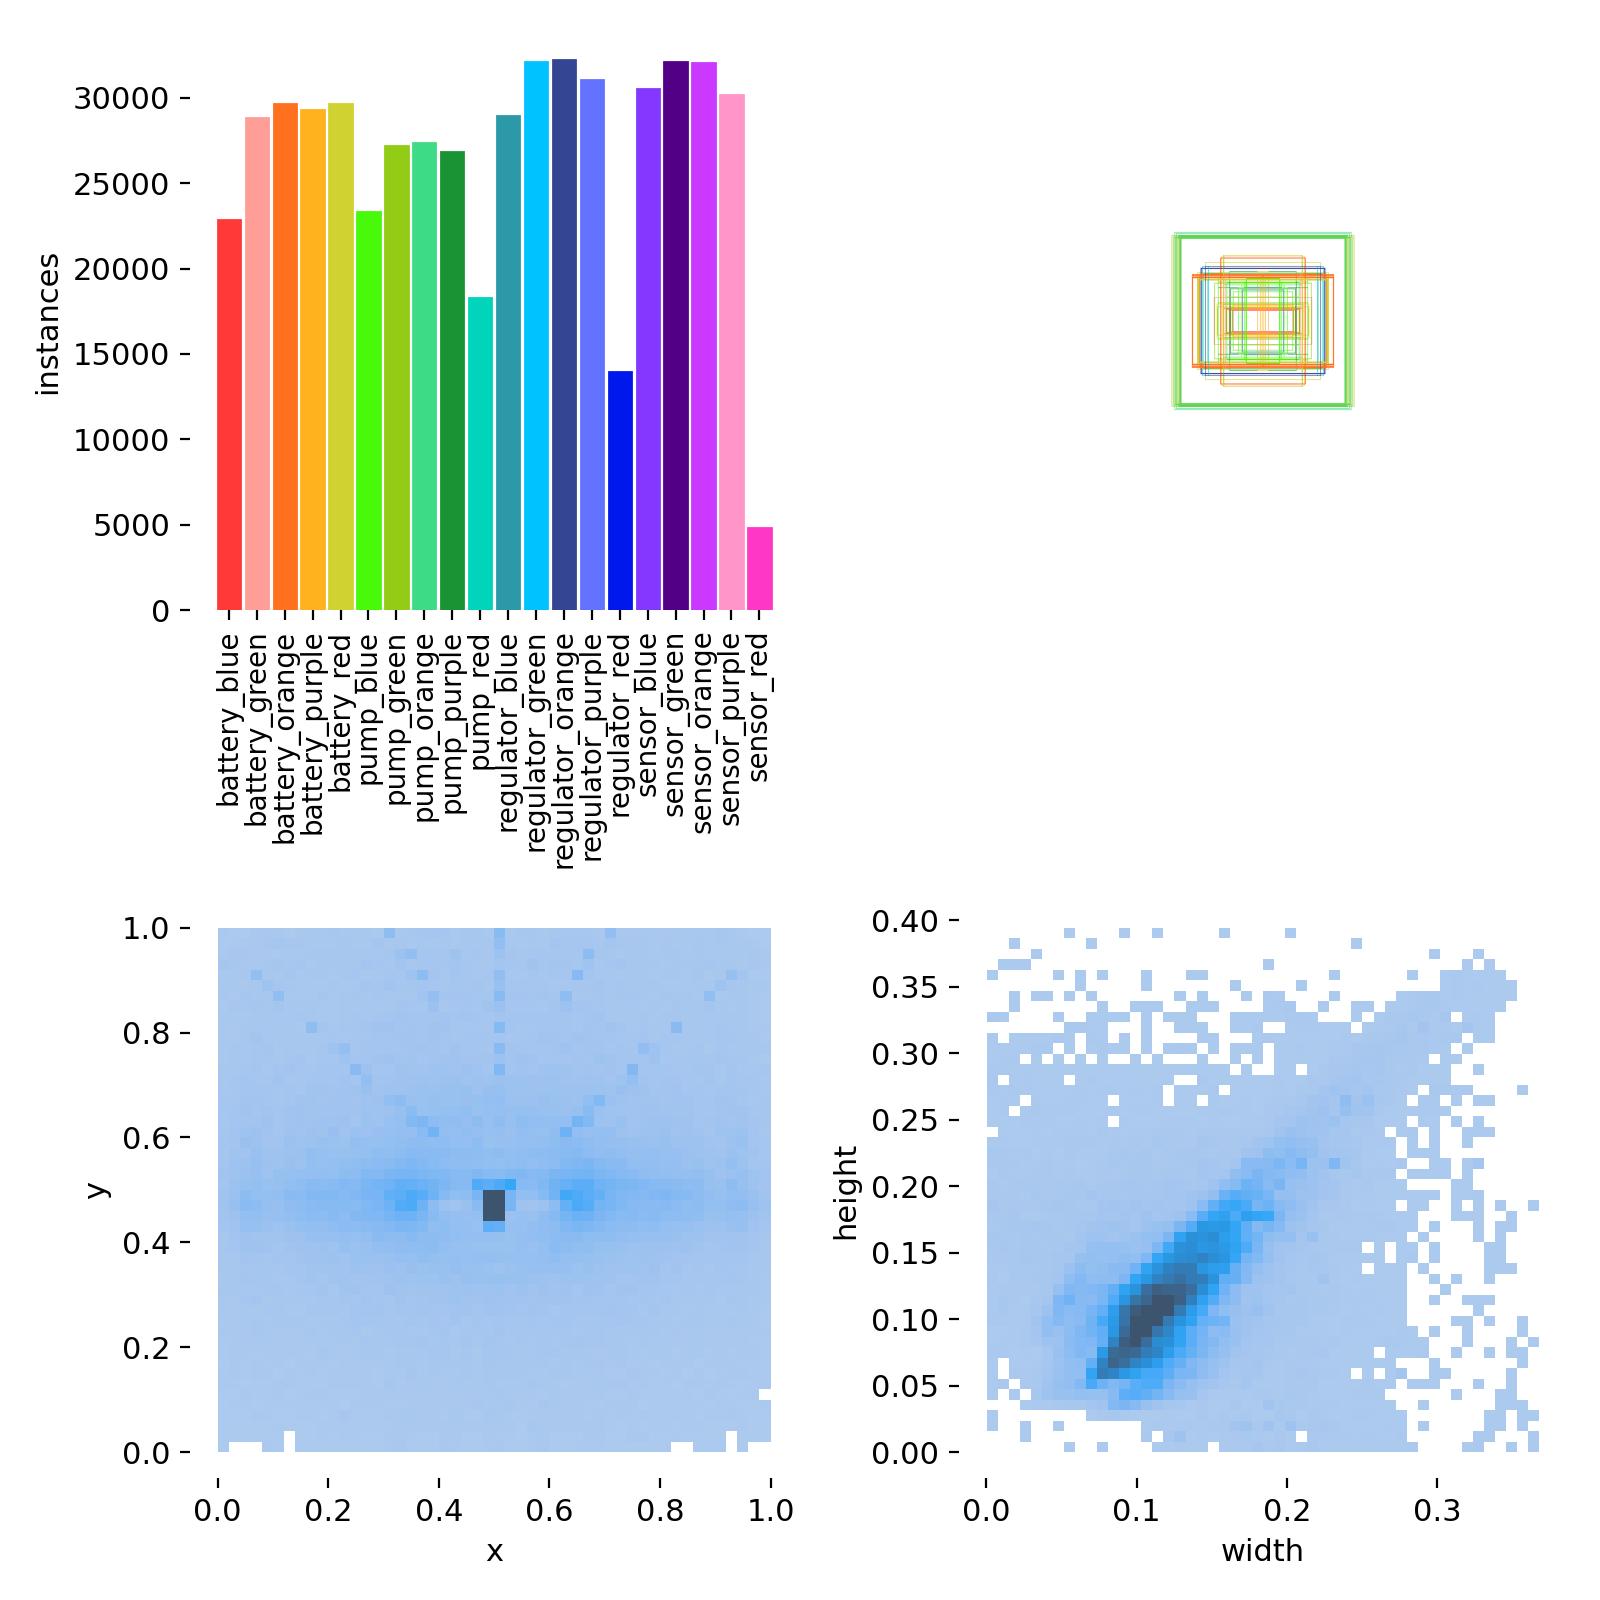 30000
25000
20000
15000
10000
5000
0
instances
battery_blue
battery_green
battery_orange
battery_purple
battery_red
pump_blue
pump_green
pump_orange
pump_purple
pump_red
regulator_blue
regulator_green
regulator_orange
regulator_purple
regulator_red
sensor_blue
sensor_green
sensor_orange
sensor_purple
sensor_red
1.0
0.8
0.6
0.4
0.2
0.0
y
0.0 0.2 0.4 0.6 0.8 1.0
x
0.40
0.35
0.30
0.25
0.20
0.15
0.10
0.05
0.00
height
0.0 0.1 0.2 0.3
width